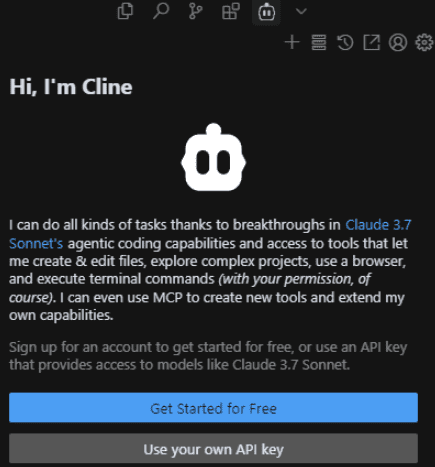 Hi, I'm Cline
I can do all kinds of tasks thanks to breakthroughs in Claude 3.7
Sonnet's agentic coding capabilities and access to tools that let
me create & edit files, explore complex projects, use a browser,
and execute terminal commands (with your permission, of
course). I can even use MCP to create new tools and extend my
own capabilities.
Sign up for an account to get started for free, or use an API key
that provides access to models like Claude 3.7 Sonnet.
Get Started for Free
Use your own API key